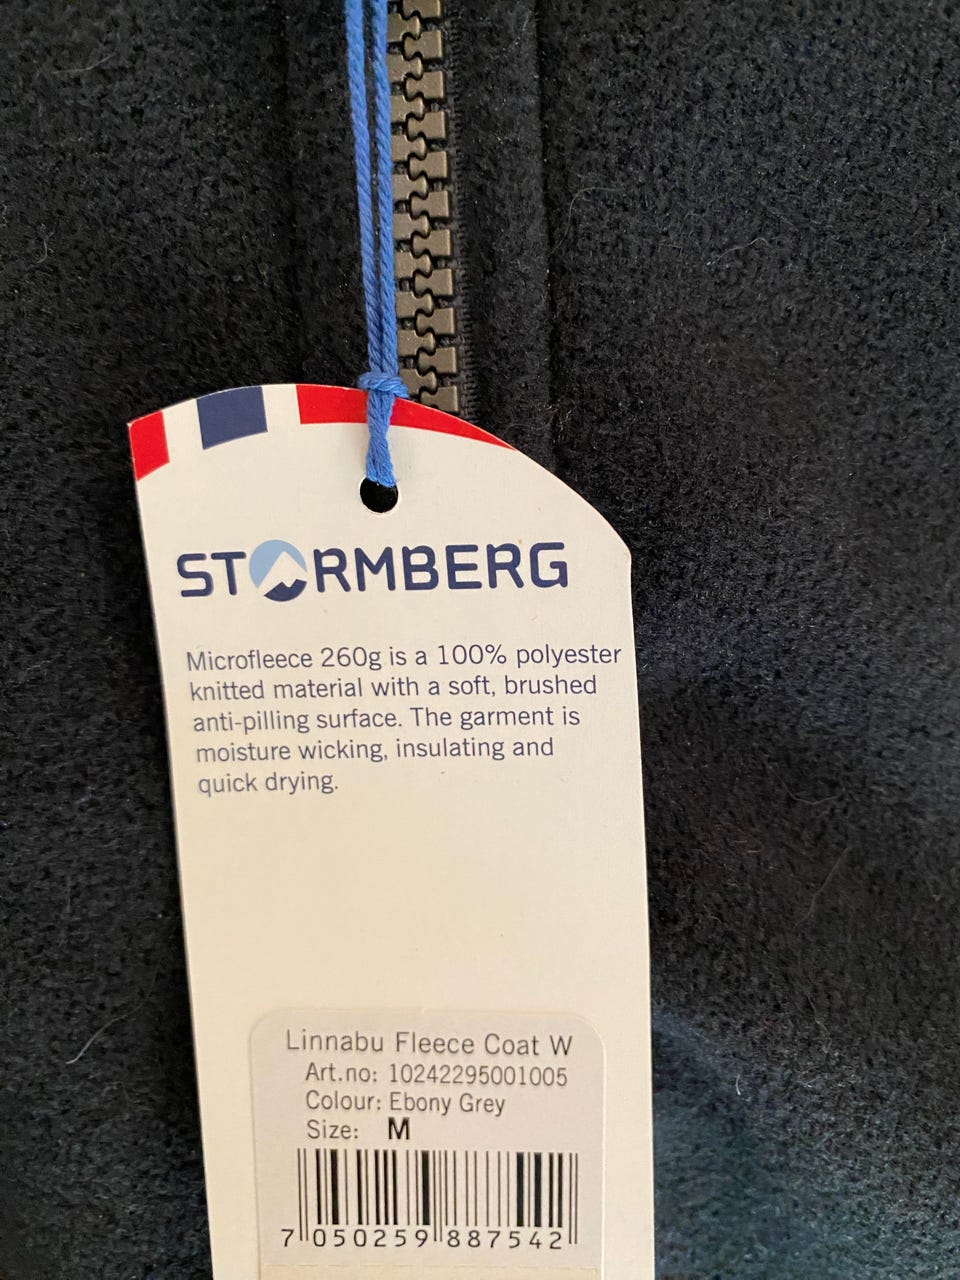 STORMBERG
Microfleece 260g is a 100% polyester
knitted material with a soft, brushed
anti-pilling surface. The garment is
moisture wicking, insulating and
quick drying.
Linnabu Fleece Coat W
Art.no: 10242295001005
Colour: Ebony Grey
Size: M
7 050259 887542